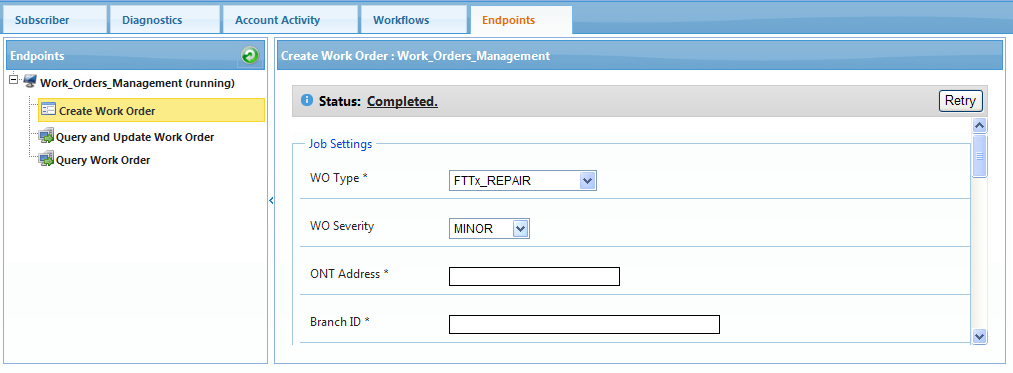 Subscriber Diagnostics Account Activity Workflows Endpoints
Endpoints
Work_Orders_Management (running)
Create Work Order
Query and Update Work Order
Query Work Order
Create Work Order : Work_Orders_Management
Status: Completed. Retry
Job Settings
WO Type * FTTx_REPAIR
WO Severity MINOR
ONT Address *
Branch ID *